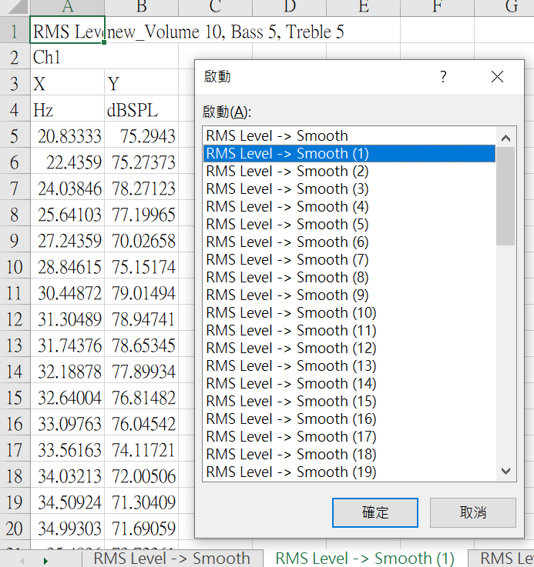 A B C D E F G
1 RMS Leve new_Volume 10, Bass 5, Treble 5
2 Ch1
3 X Y
4 Hz dBSPL
5 20.83333 75.2943
6 22.4359 75.27373
7 24.03846 78.27123
8 25.64103 77.19965
9 27.24359 70.02658
10 28.84615 75.15174
11 30.44872 79.01494
12 31.30489 78.94741
13 31.74376 78.65345
14 32.18878 77.89934
15 32.64004 76.81482
16 33.09763 76.04542
17 33.56163 74.11721
18 34.03213 72.00506
19 34.50924 71.30409
20 34.99303 71.69059
啟動 ?
啟動(A):
RMS Level -> Smooth
RMS Level -> Smooth (1)
RMS Level -> Smooth (2)
RMS Level -> Smooth (3)
RMS Level -> Smooth (4)
RMS Level -> Smooth (5)
RMS Level -> Smooth (6)
RMS Level -> Smooth (7)
RMS Level -> Smooth (8)
RMS Level -> Smooth (9)
RMS Level -> Smooth (10)
RMS Level -> Smooth (11)
RMS Level -> Smooth (12)
RMS Level -> Smooth (13)
RMS Level -> Smooth (14)
RMS Level -> Smooth (15)
RMS Level -> Smooth (16)
RMS Level -> Smooth (17)
RMS Level -> Smooth (18)
RMS Level -> Smooth (19)
確定 取消
RMS Level -> Smooth RMS Level -> Smooth (1) RMS Le